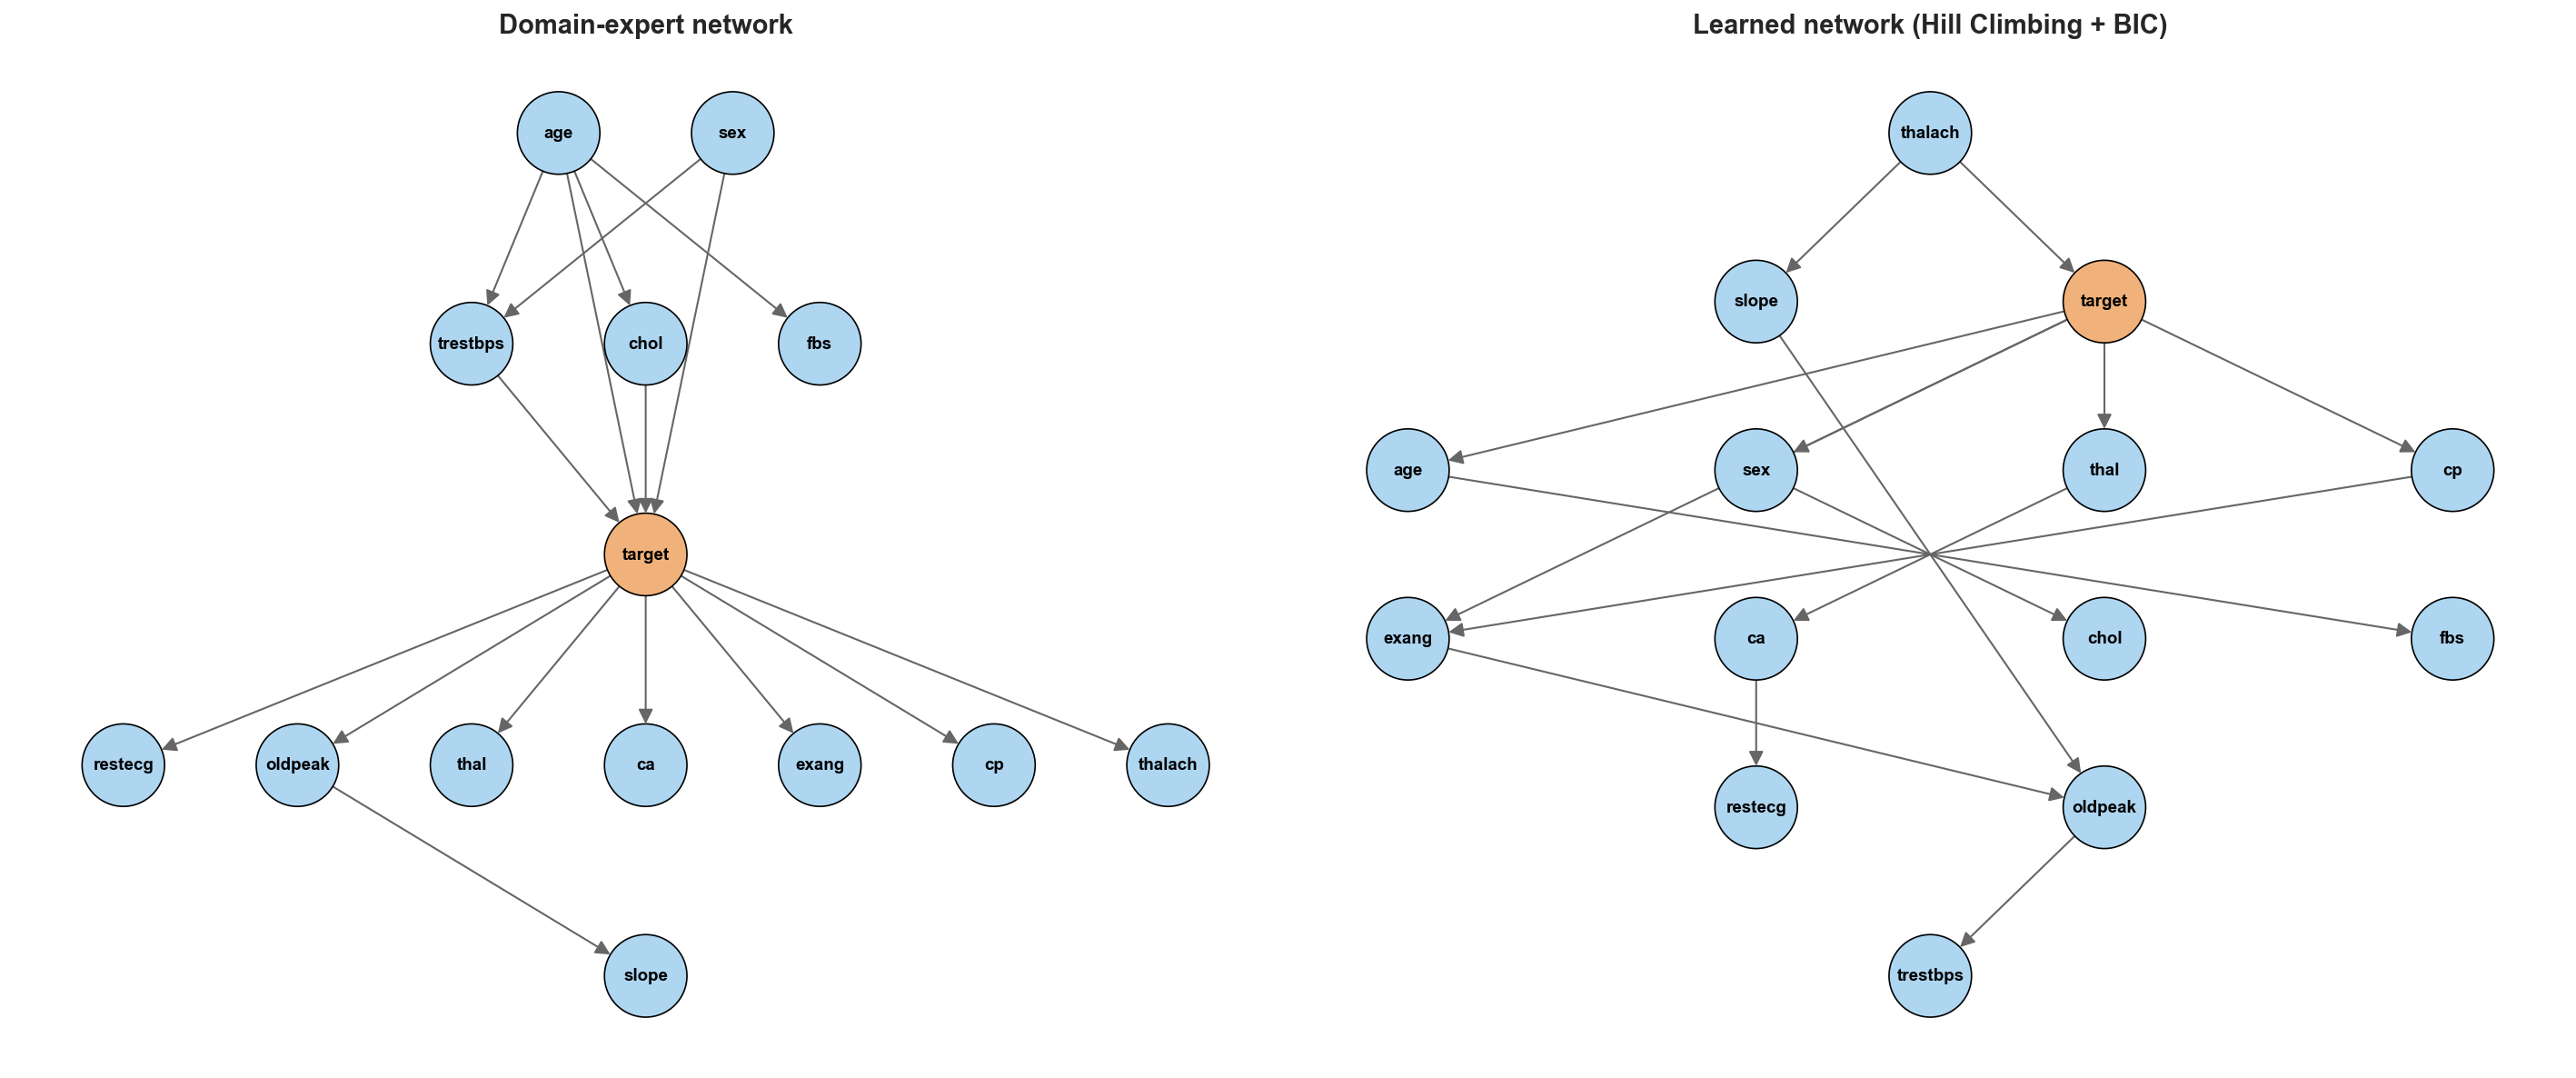 Domain-expert network
age
sex
trestbps
chol
fbs
target
restecg
oldpeak
thal
ca
exang
cp
thalach
slope
Learned network (Hill Climbing + BIC)
thalach
slope
target
age
sex
thal
cp
exang
ca
chol
fbs
restecg
oldpeak
trestbps